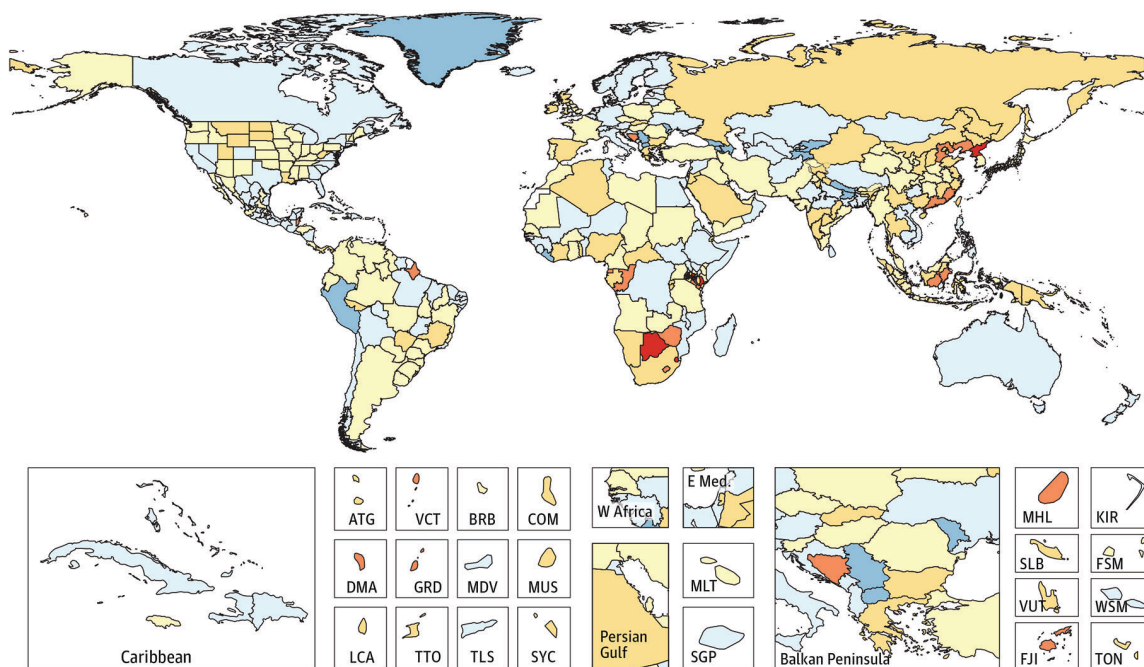 Caribbean
ATG
VCT
BRB
COM
DMA
GRD
MDV
MUS
LCA
TTO
TLS
SYC
W Africa
E Med.
Persian
Gulf
MLT
SGP
Balkan Peninsula
MHL
KIR
SLB
FSM
VUT
WSM
FJI
TON